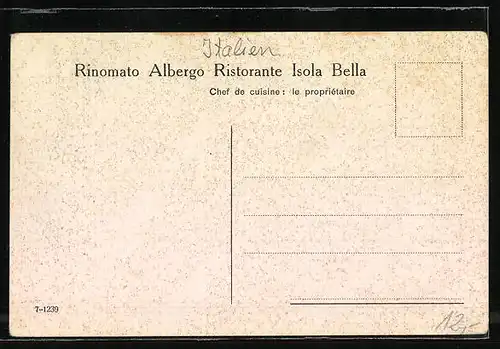 Italien
Rinomato Albergo Ristorante Isola Bella
Chef de cuisine: le propriétaire
7-1239
12,-